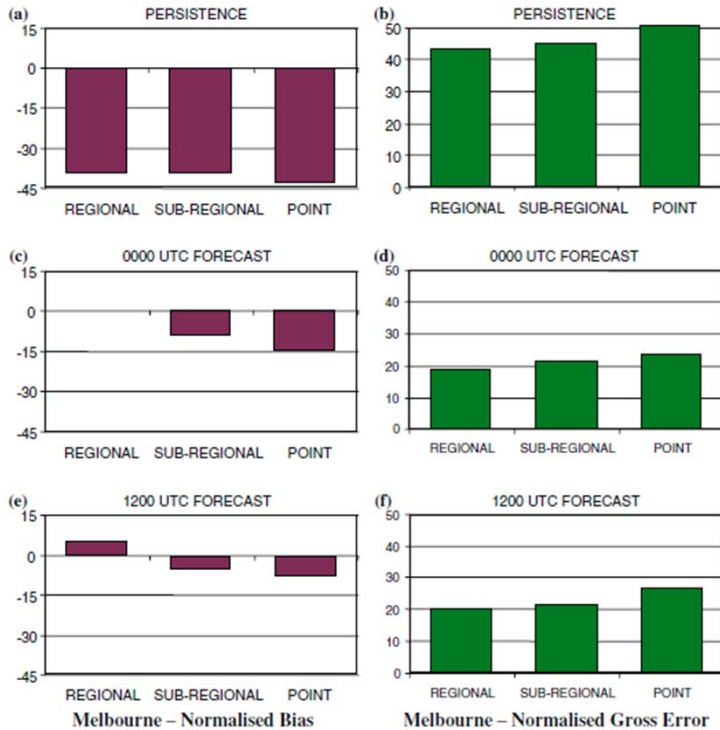 (a) PERSISTENCE
15
0
-15
-30
-45
REGIONAL SUB-REGIONAL POINT
(b) PERSISTENCE
50
40
30
20
10
0
REGIONAL SUB-REGIONAL POINT
(c) 0000 UTC FORECAST
15
0
-15
-30
-45
REGIONAL SUB-REGIONAL POINT
(d) 0000 UTC FORECAST
50
40
30
20
10
0
REGIONAL SUB-REGIONAL POINT
(e) 1200 UTC FORECAST
15
0
-15
-30
-45
REGIONAL SUB-REGIONAL POINT
Melbourne – Normalised Bias
(f) 1200 UTC FORECAST
50
40
30
20
10
0
REGIONAL SUB-REGIONAL POINT
Melbourne – Normalised Gross Error